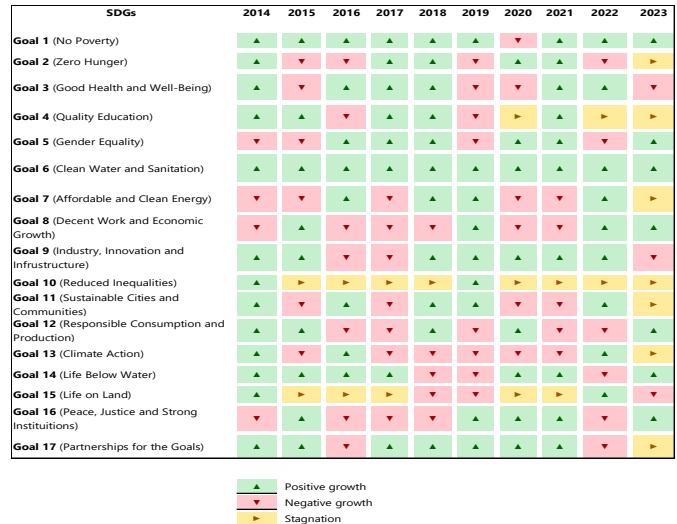 SDGs 2014 2015 2016 2017 2018 2019 2020 2021 2022 2023
Goal 1 (No Poverty)
Goal 2 (Zero Hunger)
Goal 3 (Good Health and Well-Being)
Goal 4 (Quality Education)
Goal 5 (Gender Equality)
Goal 6 (Clean Water and Sanitation)
Goal 7 (Affordable and Clean Energy)
Goal 8 (Decent Work and Economic
Growth)
Goal 9 (Industry, Innovation and
Infrustructure)
Goal 10 (Reduced Inequalities)
Goal 11 (Sustainable Cities and
Communities)
Goal 12 (Responsible Consumption and
Production)
Goal 13 (Climate Action)
Goal 14 (Life Below Water)
Goal 15 (Life on Land)
Goal 16 (Peace, Justice and Strong
Instituitions)
Goal 17 (Partnerships for the Goals)
Positive growth
Negative growth
Stagnation